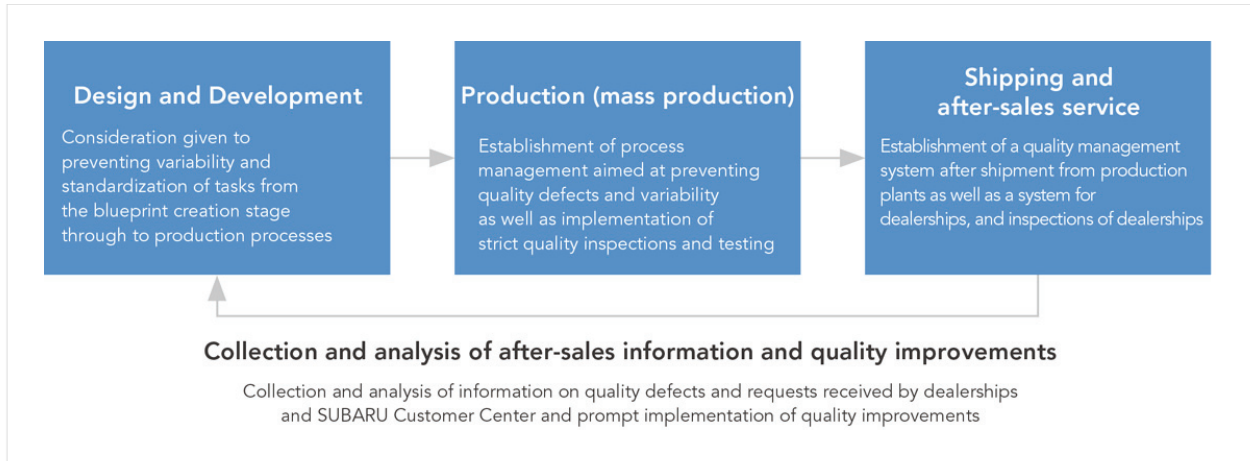 Design and Development
Consideration given to
preventing variability and
standardization of tasks from
the blueprint creation stage
through to production processes
Production (mass production)
Establishment of process
management aimed at preventing
quality defects and variability
as well as implementation of
strict quality inspections and testing
Shipping and
after-sales service
Establishment of a quality management
system after shipment from production
plants as well as a system for
dealerships, and inspections of dealerships
Collection and analysis of after-sales information and quality improvements
Collection and analysis of information on quality defects and requests received by dealerships
and SUBARU Customer Center and prompt implementation of quality improvements